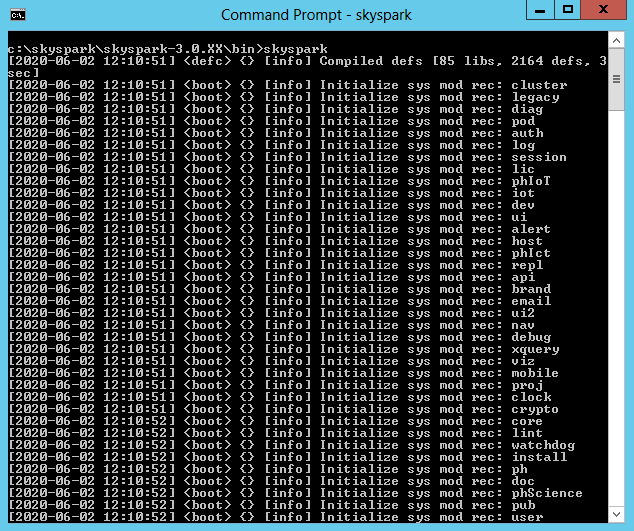 Command Prompt - skyspark
c:\skyspark\skyspark-3.0.XX\bin>skyspark
[2020-06-02 12:10:51] <defc> {} [info] Compiled defs [85 libs, 2164 defs, 3
sec]
[2020-06-02 12:10:51] <boot> {} [info] Initialize sys mod rec: cluster
[2020-06-02 12:10:51] <boot> {} [info] Initialize sys mod rec: legacy
[2020-06-02 12:10:51] <boot> {} [info] Initialize sys mod rec: diag
[2020-06-02 12:10:51] <boot> {} [info] Initialize sys mod rec: pod
[2020-06-02 12:10:51] <boot> {} [info] Initialize sys mod rec: auth
[2020-06-02 12:10:51] <boot> {} [info] Initialize sys mod rec: log
[2020-06-02 12:10:51] <boot> {} [info] Initialize sys mod rec: session
[2020-06-02 12:10:51] <boot> {} [info] Initialize sys mod rec: lic
[2020-06-02 12:10:51] <boot> {} [info] Initialize sys mod rec: phIoT
[2020-06-02 12:10:51] <boot> {} [info] Initialize sys mod rec: iot
[2020-06-02 12:10:51] <boot> {} [info] Initialize sys mod rec: dev
[2020-06-02 12:10:51] <boot> {} [info] Initialize sys mod rec: ui
[2020-06-02 12:10:51] <boot> {} [info] Initialize sys mod rec: alert
[2020-06-02 12:10:51] <boot> {} [info] Initialize sys mod rec: host
[2020-06-02 12:10:51] <boot> {} [info] Initialize sys mod rec: phIct
[2020-06-02 12:10:51] <boot> {} [info] Initialize sys mod rec: repl
[2020-06-02 12:10:51] <boot> {} [info] Initialize sys mod rec: api
[2020-06-02 12:10:51] <boot> {} [info] Initialize sys mod rec: brand
[2020-06-02 12:10:51] <boot> {} [info] Initialize sys mod rec: email
[2020-06-02 12:10:51] <boot> {} [info] Initialize sys mod rec: ui2
[2020-06-02 12:10:51] <boot> {} [info] Initialize sys mod rec: nav
[2020-06-02 12:10:51] <boot> {} [info] Initialize sys mod rec: debug
[2020-06-02 12:10:51] <boot> {} [info] Initialize sys mod rec: xquery
[2020-06-02 12:10:51] <boot> {} [info] Initialize sys mod rec: viz
[2020-06-02 12:10:51] <boot> {} [info] Initialize sys mod rec: mobile
[2020-06-02 12:10:51] <boot> {} [info] Initialize sys mod rec: proj
[2020-06-02 12:10:51] <boot> {} [info] Initialize sys mod rec: clock
[2020-06-02 12:10:51] <boot> {} [info] Initialize sys mod rec: crypto
[2020-06-02 12:10:52] <boot> {} [info] Initialize sys mod rec: core
[2020-06-02 12:10:52] <boot> {} [info] Initialize sys mod rec: lint
[2020-06-02 12:10:52] <boot> {} [info] Initialize sys mod rec: watchdog
[2020-06-02 12:10:52] <boot> {} [info] Initialize sys mod rec: install
[2020-06-02 12:10:52] <boot> {} [info] Initialize sys mod rec: ph
[2020-06-02 12:10:52] <boot> {} [info] Initialize sys mod rec: doc
[2020-06-02 12:10:52] <boot> {} [info] Initialize sys mod rec: phScience
[2020-06-02 12:10:52] <boot> {} [info] Initialize sys mod rec: pub
[2020-06-02 12:10:52] <boot> {} [info] Initialize sys mod rec: user